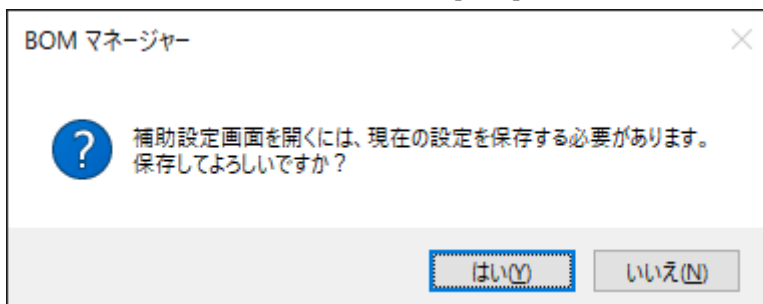 BOM マネージャー
補助設定画面を開くには、現在の設定を保存する必要があります。
保存してよろしいですか？
はい(Y)
いいえ(N)